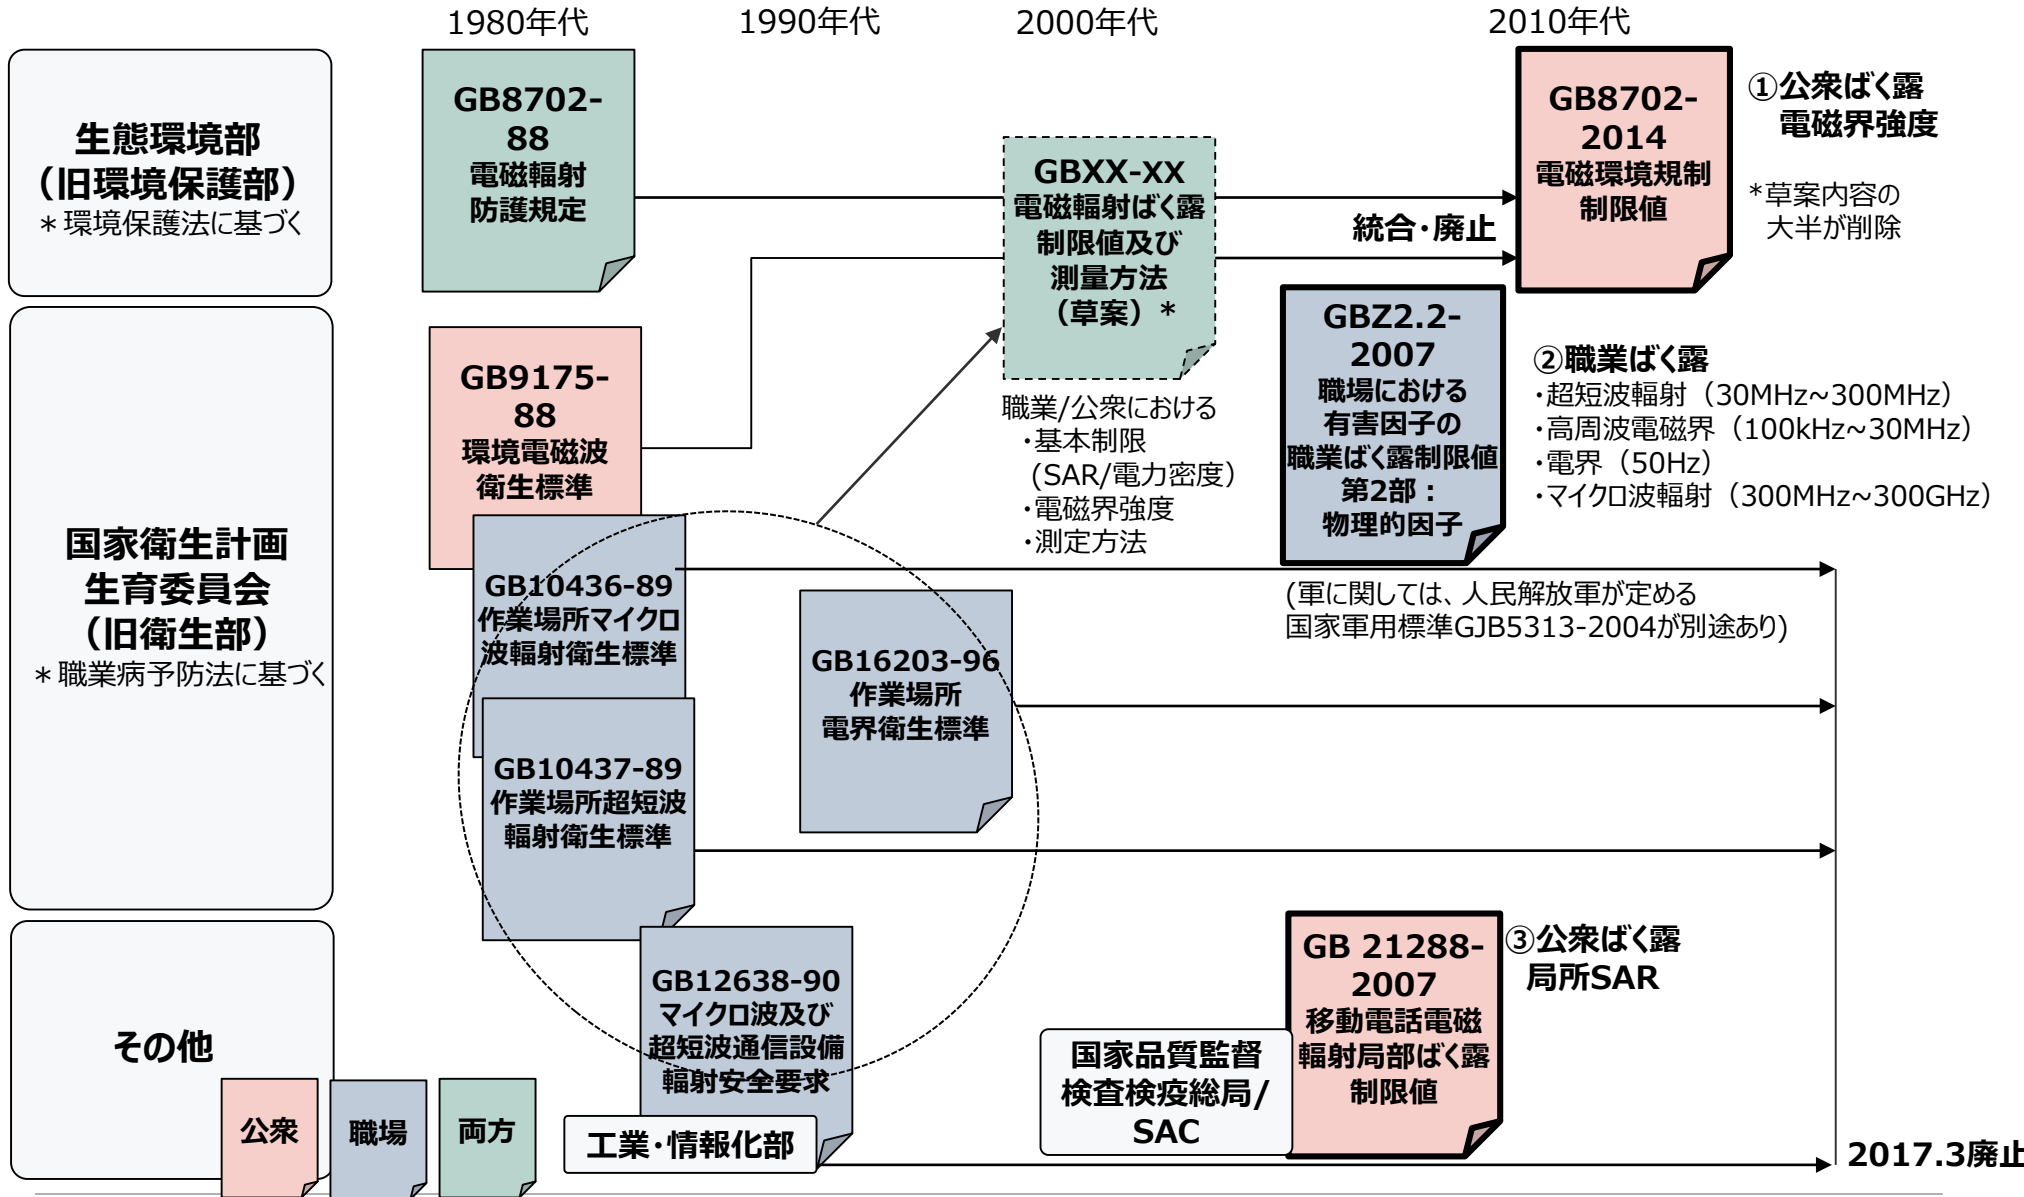 1980年代
1990年代
2000年代
2010年代
生態環境部
（旧環境保護部）
＊環境保護法に基づく
GB8702-
88
電磁輻射
防護規定
GBXX-XX
電磁輻射ばく露
制限値及び
測量方法
（草案）*
統合・廃止
GB8702-
2014
電磁環境規制
制限値
①公衆ばく露
電磁界強度
*草案内容の
大半が削除
国家衛生計画
生育委員会
（旧衛生部）
＊職業病予防法に基づく
GB9175-
88
環境電磁波
衛生標準
職業/公衆における
・基本制限
(SAR/電力密度）
・電磁界強度
・測定方法
GBZ2.2-
2007
職場における
有害因子の
職業ばく露制限値
第2部：
物理的因子
②職業ばく露
・超短波輻射（30MHz~300MHz）
・高周波電磁界（100kHz~30MHz）
・電界（50Hz）
・マイクロ波輻射（300MHz~300GHz）
(軍に関しては、人民解放軍が定める
国家軍用標準GJB5313-2004が別途あり)
GB10436-89
作業場所マイクロ
波輻射衛生標準
GB16203-96
作業場所
電界衛生標準
GB10437-89
作業場所超短波
輻射衛生標準
その他
GB12638-90
マイクロ波及び
超短波通信設備
輻射安全要求
工業・情報化部
国家品質監督
検査検疫総局/
SAC
GB 21288-
2007
移動電話電磁
輻射局部ばく露
制限値
③公衆ばく露
局所SAR
公衆
職場
両方
2017.3廃止